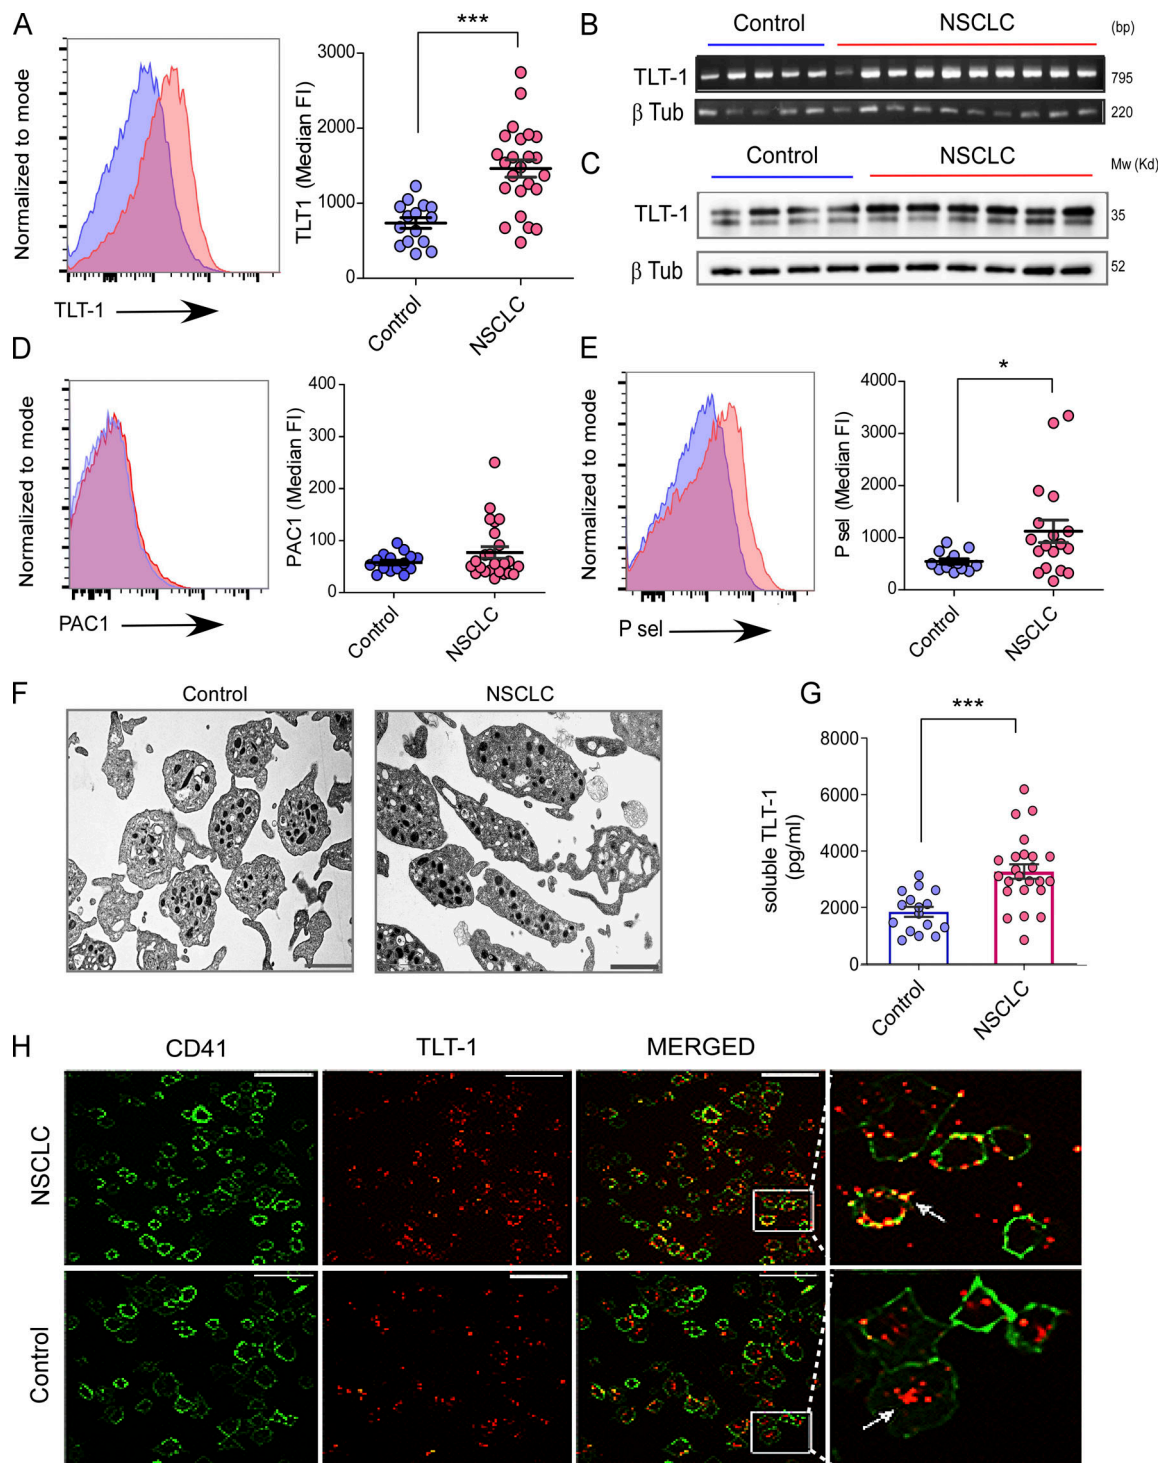 A
Normalized to mode
TLT-1
TLT1 (Median FI)
3000
2000
1000
0
***
Control
NSCLC
B
Control
NSCLC
(bp)
TLT-1
795
β Tub
220
C
Control
NSCLC
Mw (Kd)
TLT-1
35
β Tub
52
D
Normalized to mode
PAC1
PAC1 (Median FI)
400
300
200
100
0
Control
NSCLC
E
Normalized to mode
P sel
P sel (Median FI)
4000
3000
2000
1000
0
*
Control
NSCLC
F
Control
NSCLC
G
soluble TLT-1
(pg/ml)
8000
6000
4000
2000
0
***
Control
NSCLC
H
CD41
TLT-1
MERGED
NSCLC
Control